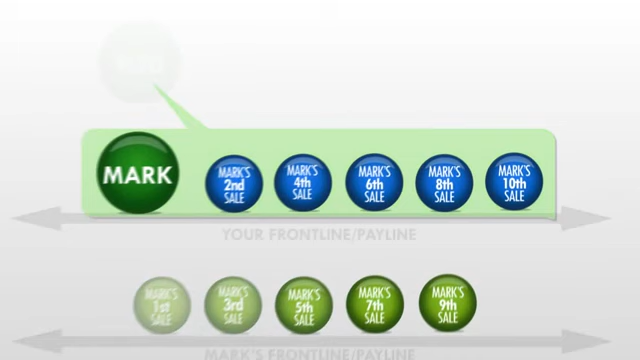 MARK
MARK'S
2nd
SALE
MARK'S
4th
SALE
MARK'S
6th
SALE
MARK'S
8th
SALE
MARK'S
10th
SALE
YOUR FRONTLINE/PAYLINE
MARK'S
1st
SALE
MARK'S
3rd
SALE
MARK'S
5th
SALE
MARK'S
7th
SALE
MARK'S
9th
SALE
MARK'S FRONTLINE/PAYLINE